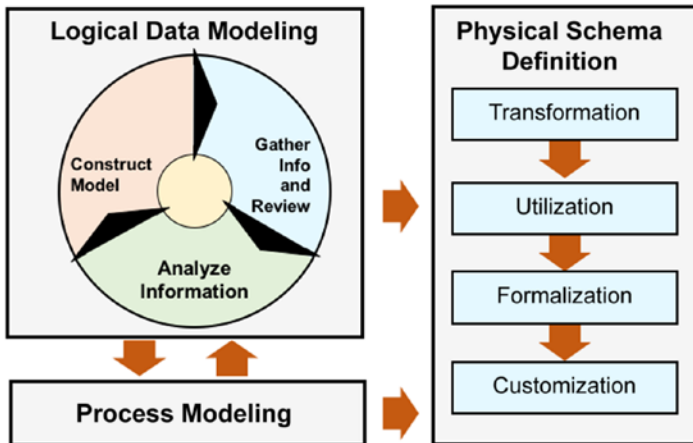 Logical Data Modeling
Construct
Model
Gather
Info
and
Review
Analyze
Information
Process Modeling
Physical Schema
Definition
Transformation
Utilization
Formalization
Customization